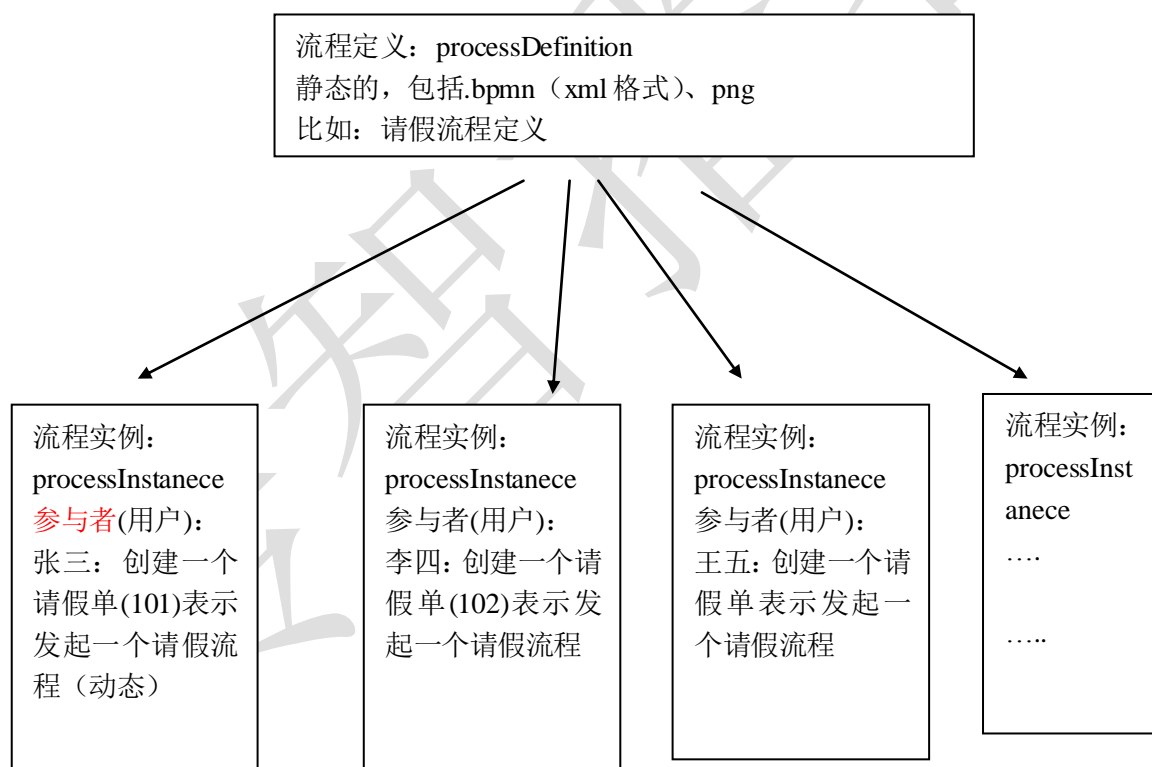 流程定义：processDefinition
静态的，包括.bpmn（xml 格式）、png
比如：请假流程定义
流程实例：
processInstanece
参与者(用户)：
张三：创建一个
请假单(101)表示
发起一个请假流
程（动态）
流程实例：
processInstanece
参与者(用户)：
李四：创建一个请
假单(102)表示发
起一个请假流程
流程实例：
processInstanece
参与者(用户)：
王五：创建一个请
假单表示发起一
个请假流程
流程实例：
processInst
anece
….
…..